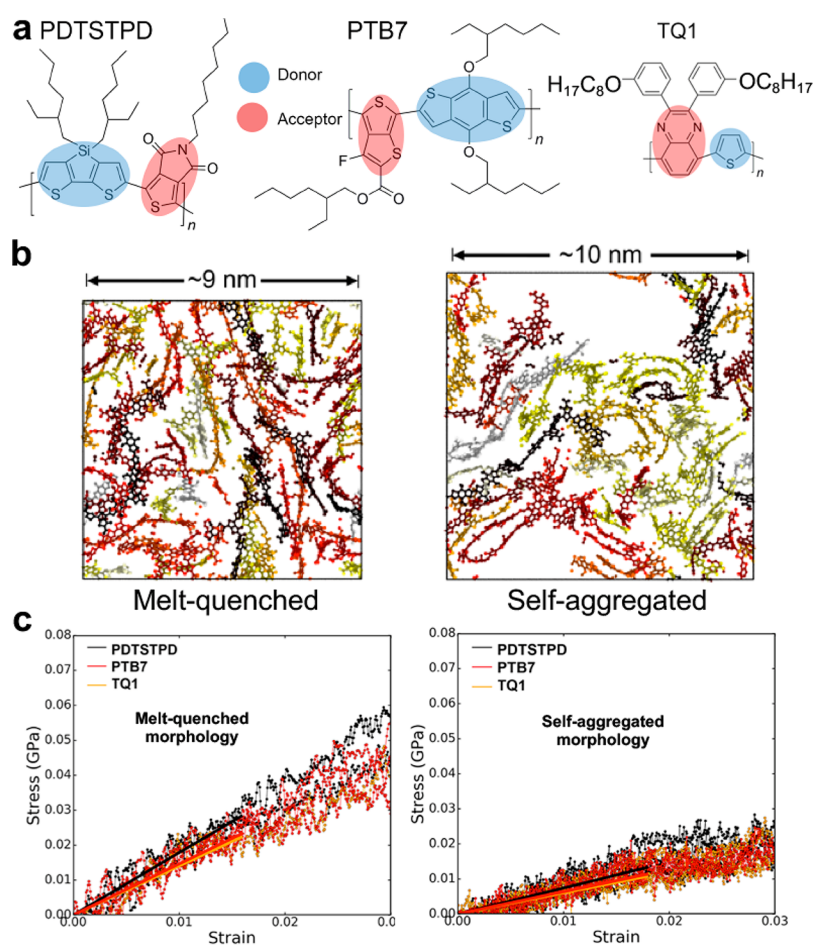 a PDTSTPD PTB7 TQ1
Donor
Acceptor
Si
S
S
O
N
O
S
n
S
F
S
O
O
O
S
S
O
n
H17C8O
OC8H17
N
N
S
n
b
~9 nm
~10 nm
Melt-quenched
Self-aggregated
c
0.08
0.07
0.06
0.05
0.04
0.03
0.02
0.01
0.00
Stress (GPa)
PDTSTPD
PTB7
TQ1
Melt-quenched
morphology
0.00 0.01 0.02 0.0
Strain
0.08
0.07
0.06
0.05
0.04
0.03
0.02
0.01
0.00
Stress (GPa)
PDTSTPD
PTB7
TQ1
Self-aggregated
morphology
0.00 0.01 0.02 0.03
Strain